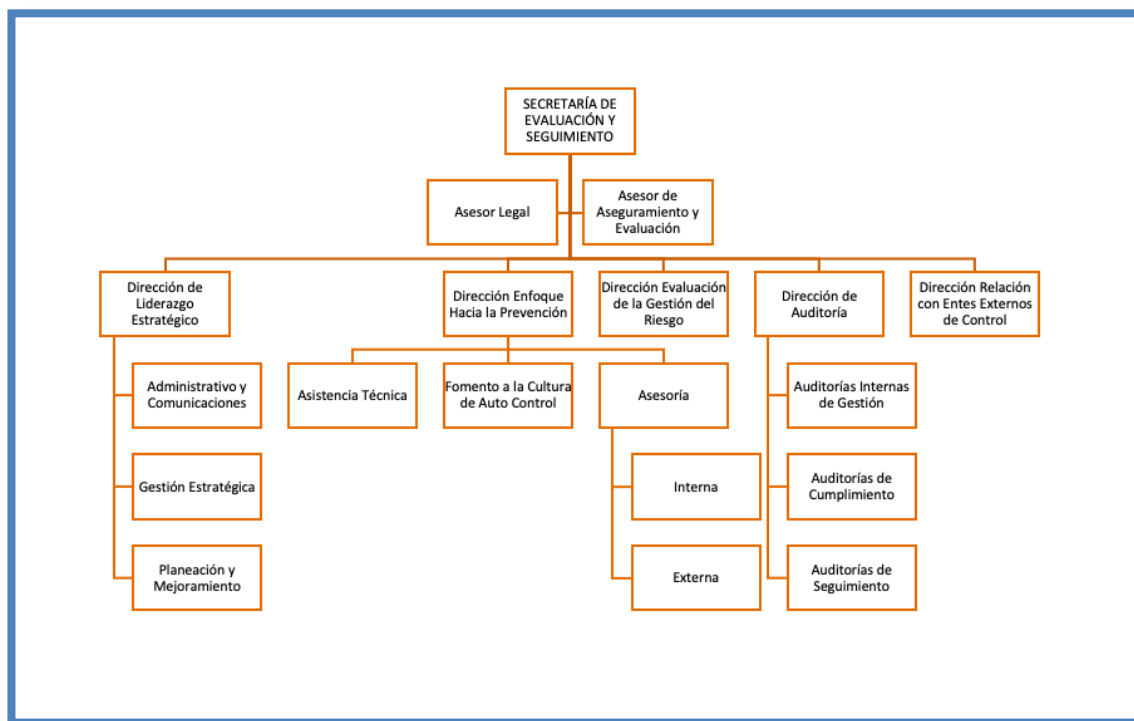 SECRETARÍA DE
EVALUACIÓN Y
SEGUIMIENTO
Asesor Legal
Asesor de
Aseguramiento y
Evaluación
Dirección de
Liderazgo
Estratégico
Dirección Enfoque
Hacia la Prevención
Dirección Evaluación
de la Gestión del
Riesgo
Dirección de
Auditoría
Dirección Relación
con Entes Externos
de Control
Administrativo y
Comunicaciones
Asistencia Técnica
Fomento a la Cultura
de Auto Control
Asesoría
Auditorías Internas
de Gestión
Gestión Estratégica
Interna
Auditorías de
Cumplimiento
Planeación y
Mejoramiento
Externa
Auditorías de
Seguimiento